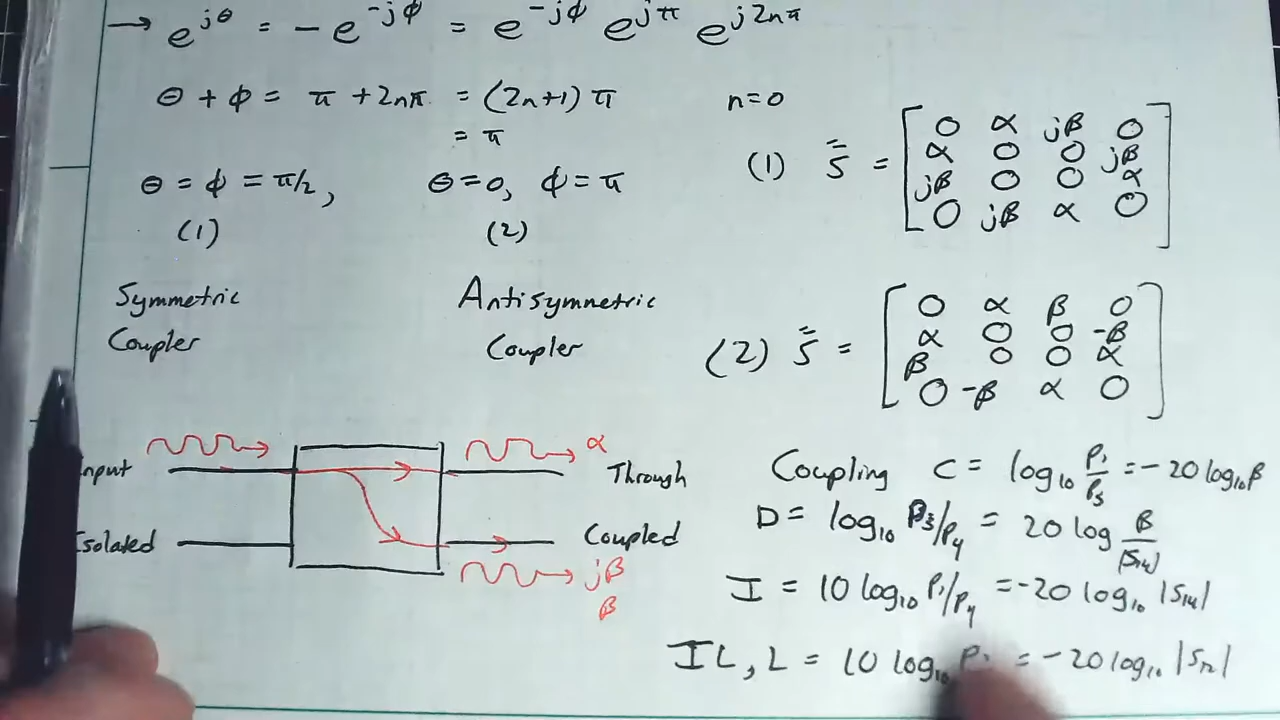 → e^{jθ} = -e^{-jϕ} = e^{-jϕ} e^{jπ} e^{j2nπ}
θ + ϕ = π + 2nπ = (2n+1)π n=0
= π
θ = ϕ = π/2, θ=0, ϕ=π
(1) (2)
Symmetric Antisymmetric
Coupler Coupler
(1) S̿ =
0 α jβ 0
α 0 0 jβ
jβ 0 0 α
0 jβ α 0
(2) S̿ =
0 α β 0
α 0 0 -β
β 0 0 α
0 -β α 0
α
Input Through
Isolated Coupled
jβ
β
Coupling C = log₁₀ P₁/P₃ = -20 log₁₀ β
D = log₁₀ P₃/P₄ = 20 log β/|S₁₄|
I = 10 log₁₀ P₁/P₄ = -20 log₁₀ |S₁₄|
IL, L = 10 log₁₀ = -20 log₁₀ |S₁₂|